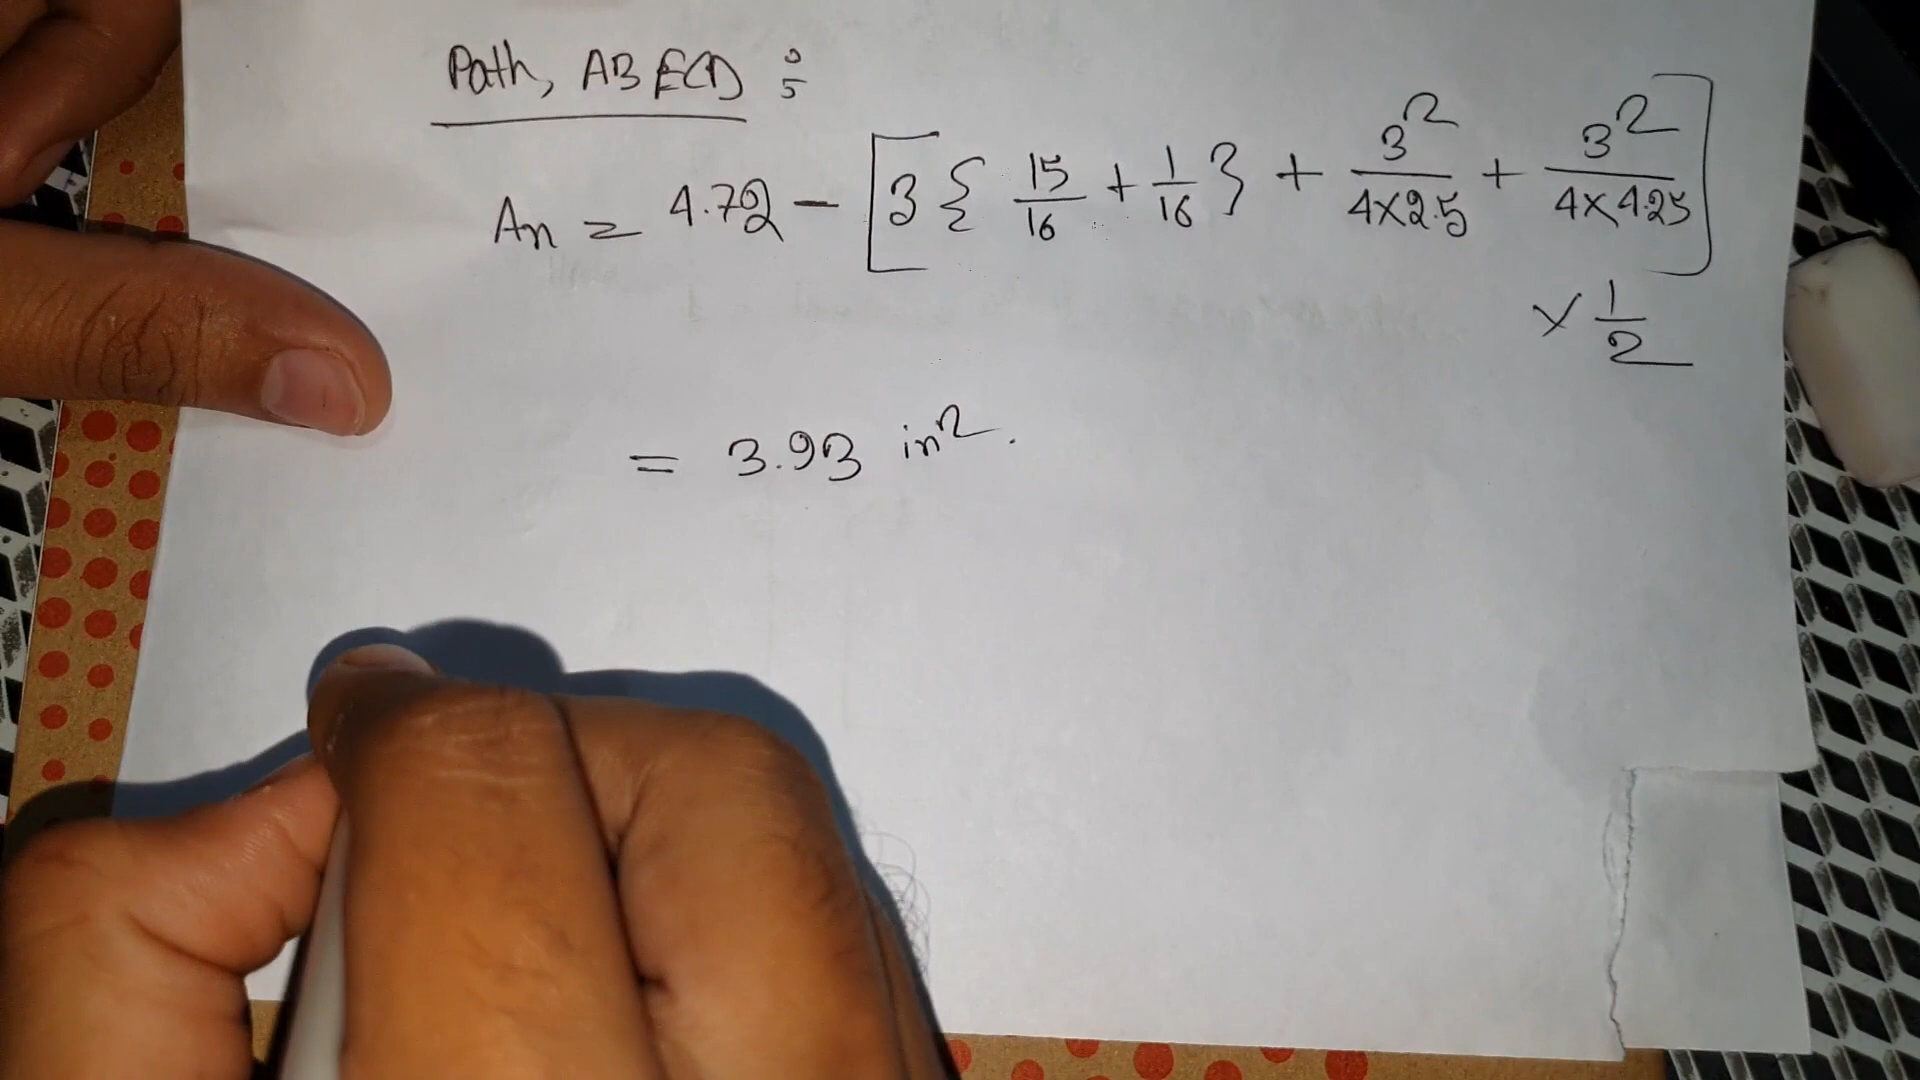 Path, ABECD :
An = 4.72 - [3{15/16 + 1/16} + 3²/4×2.5 + 3²/4×4.25]
× 1/2
= 3.93 in².